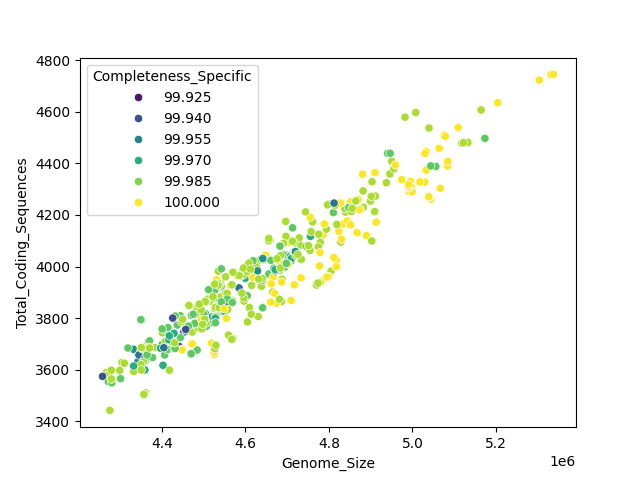 4800
4600
4400
4200
4000
3800
3600
3400
Total_Coding_Sequences
Completeness_Specific
99.925
99.940
99.955
99.970
99.985
100.000
4.4 4.6 4.8 5.0 5.2
1e6
Genome_Size